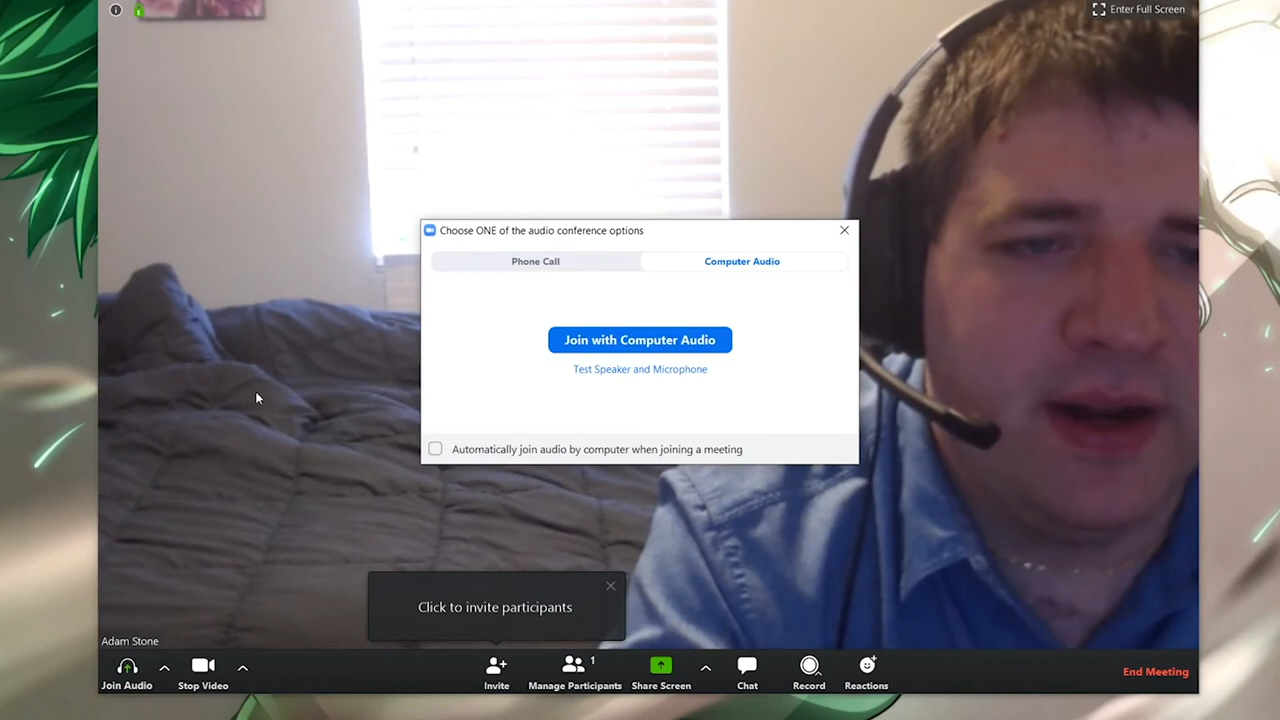 Enter Full Screen
Choose ONE of the audio conference options
Phone Call
Computer Audio
Join with Computer Audio
Test Speaker and Microphone
Automatically join audio by computer when joining a meeting
Click to invite participants
Adam Stone
Join Audio
Stop Video
Invite
1
Manage Participants
Share Screen
Chat
Record
Reactions
End Meeting